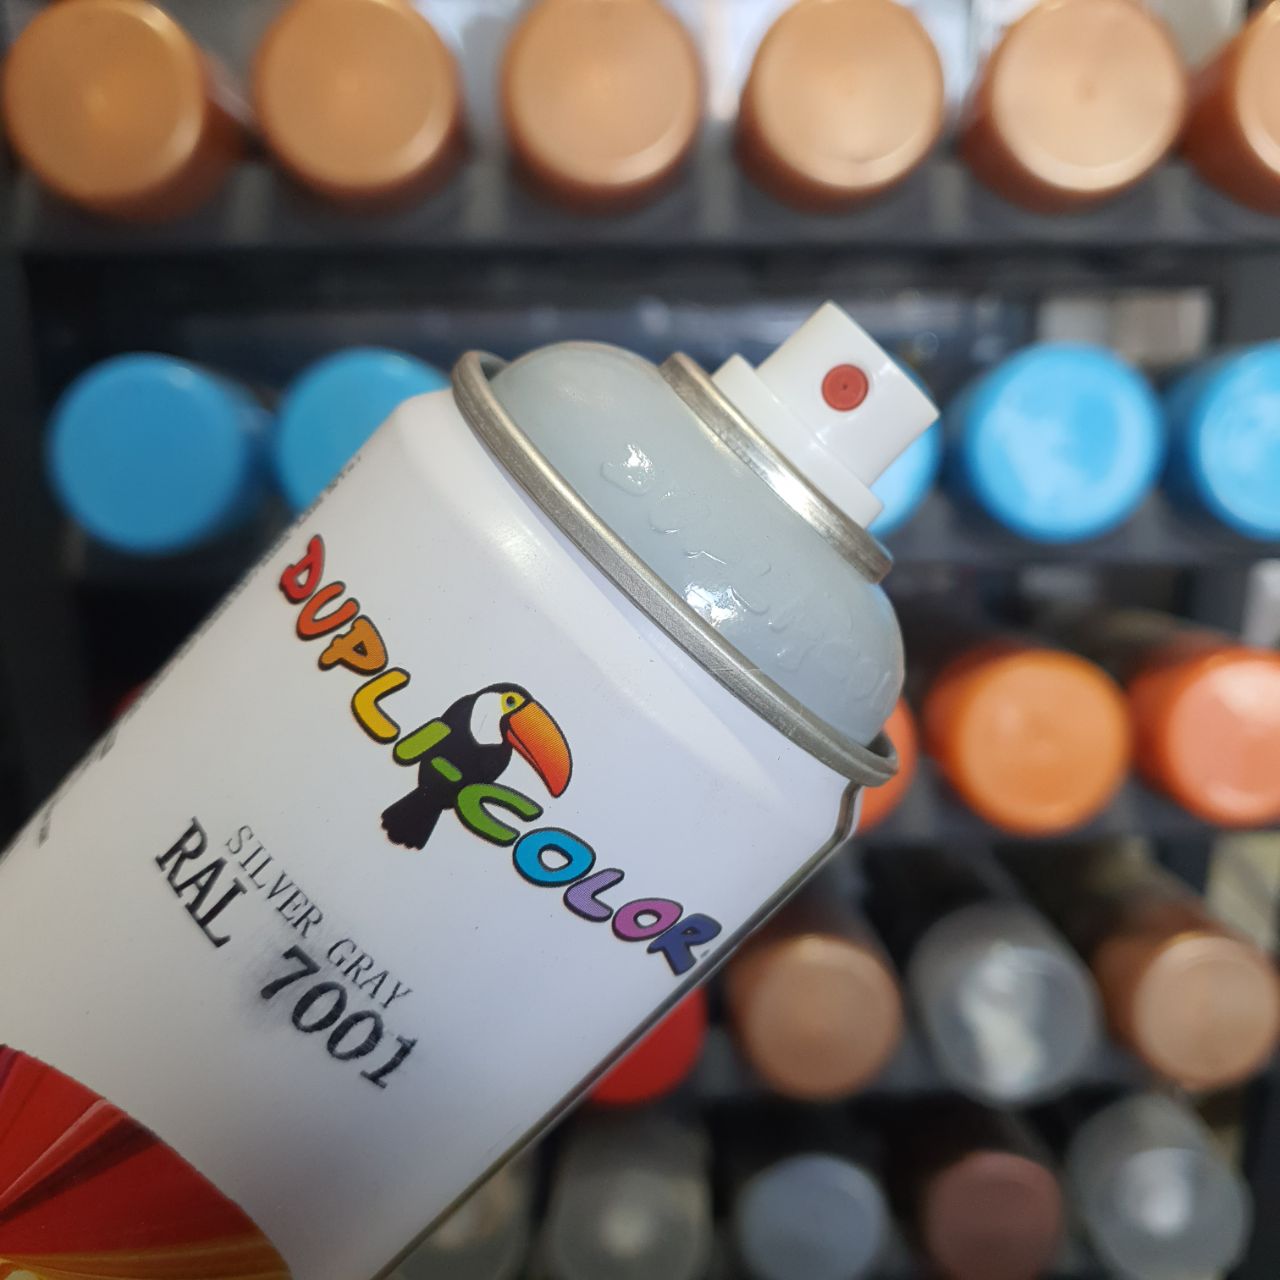 DUPLI-COLOR
SILVER GRAY
RAL 7001